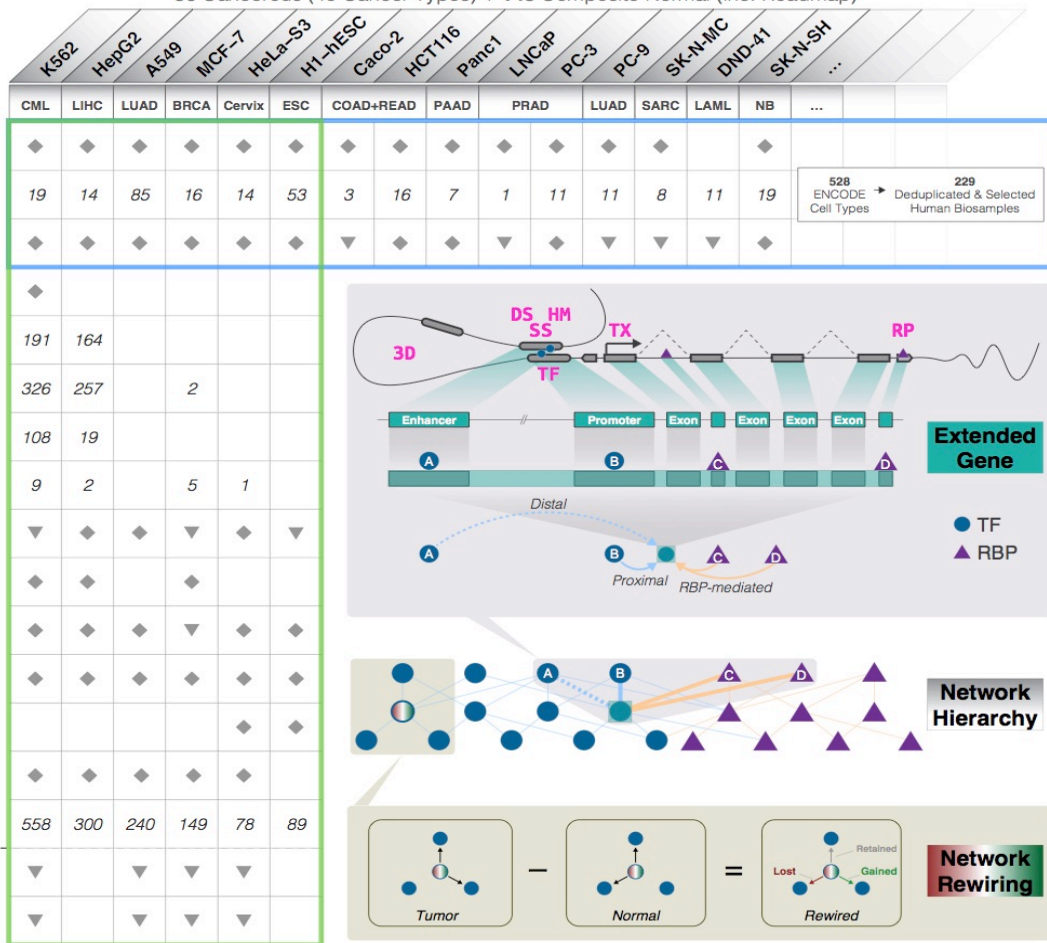 K562 HepG2 A549 MCF-7 HeLa-S3 H1-hESC Caco-2 HCT116 Panc1 LNCaP PC-3 PC-9 SK-N-MC DND-41 SK-N-SH ...
CML LIHC LUAD BRCA Cervix ESC COAD+READ PAAD PRAD LUAD SARC LAML NB ...
19 14 85 16 14 53 3 16 7 1 11 11 8 11 19
528 229
ENCODE Deduplicated & Selected
Cell Types Human Biosamples
191 164
326 257 2
108 19
9 2 5 1
558 300 240 149 78 89
DS HM
SS
TX
RP
3D
TF
Enhancer // Promoter Exon Exon Exon Exon
A B C D
Extended
Gene
Distal
A B C D
Proximal
RBP-mediated
TF
RBP
A B C D
Network
Hierarchy
Retained
Lost
Gained
Tumor − Normal = Rewired
Network
Rewiring